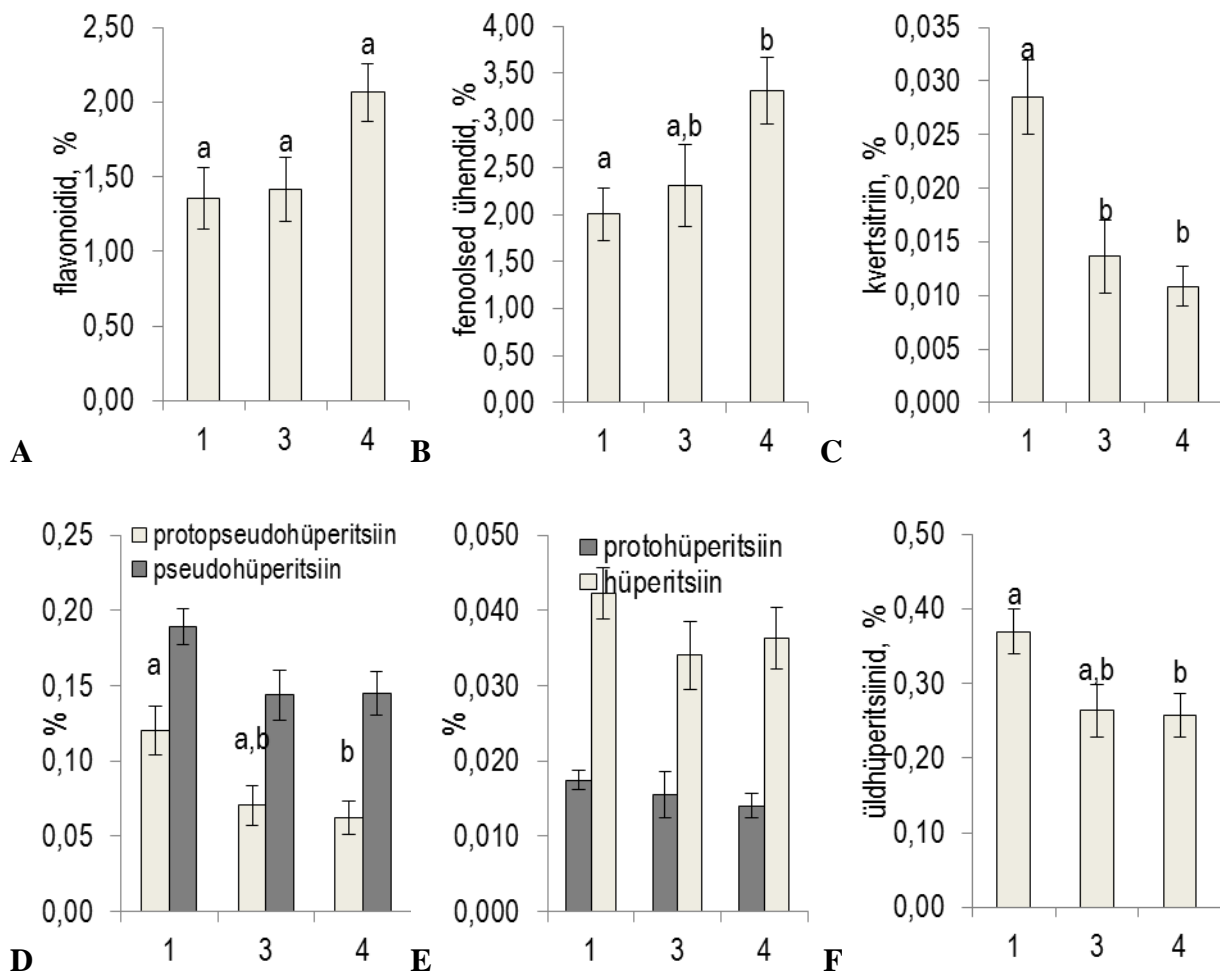 flavonoidid, %
2,50
2,00
1,50
1,00
0,50
0,00
a
a
a
1 3 4
A
fenoolsed ühendid, %
4,00
3,50
3,00
2,50
2,00
1,50
1,00
0,50
0,00
a
a,b
b
1 3 4
B
kvertsitriin, %
0,035
0,030
0,025
0,020
0,015
0,010
0,005
0,000
a
b
b
1 3 4
C
%
0,25
0,20
0,15
0,10
0,05
0,00
protopseudohüperitsiin
pseudohüperitsiin
a
a,b
b
1 3 4
D
%
0,050
0,040
0,030
0,020
0,010
0,000
protohüperitsiin
hüperitsiin
1 3 4
E
üldhüperitsiinid, %
0,50
0,40
0,30
0,20
0,10
0,00
a
a,b
b
1 3 4
F